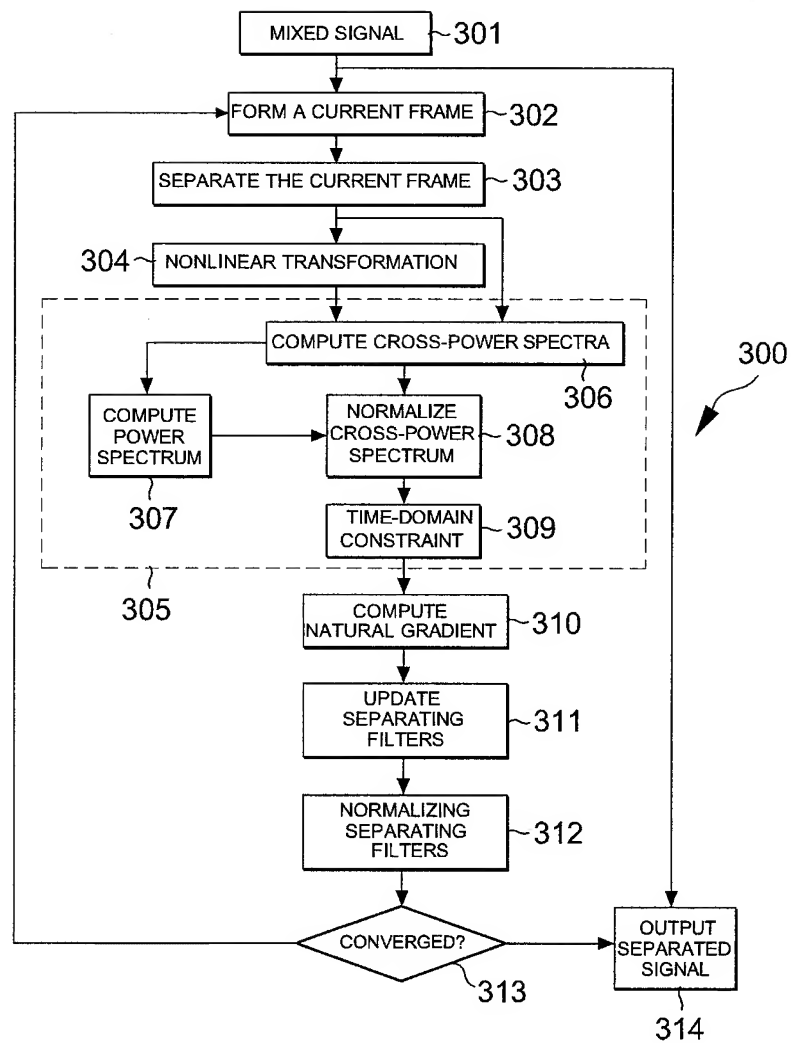 MIXED SIGNAL
301
FORM A CURRENT FRAME
302
SEPARATE THE CURRENT FRAME
303
304
NONLINEAR TRANSFORMATION
COMPUTE CROSS-POWER SPECTRA
306
300
COMPUTE
POWER
SPECTRUM
307
NORMALIZE
CROSS-POWER
SPECTRUM
308
TIME-DOMAIN
CONSTRAINT
309
305
COMPUTE
NATURAL GRADIENT
310
UPDATE
SEPARATING
FILTERS
311
NORMALIZING
SEPARATING
FILTERS
312
CONVERGED?
313
OUTPUT
SEPARATED
SIGNAL
314